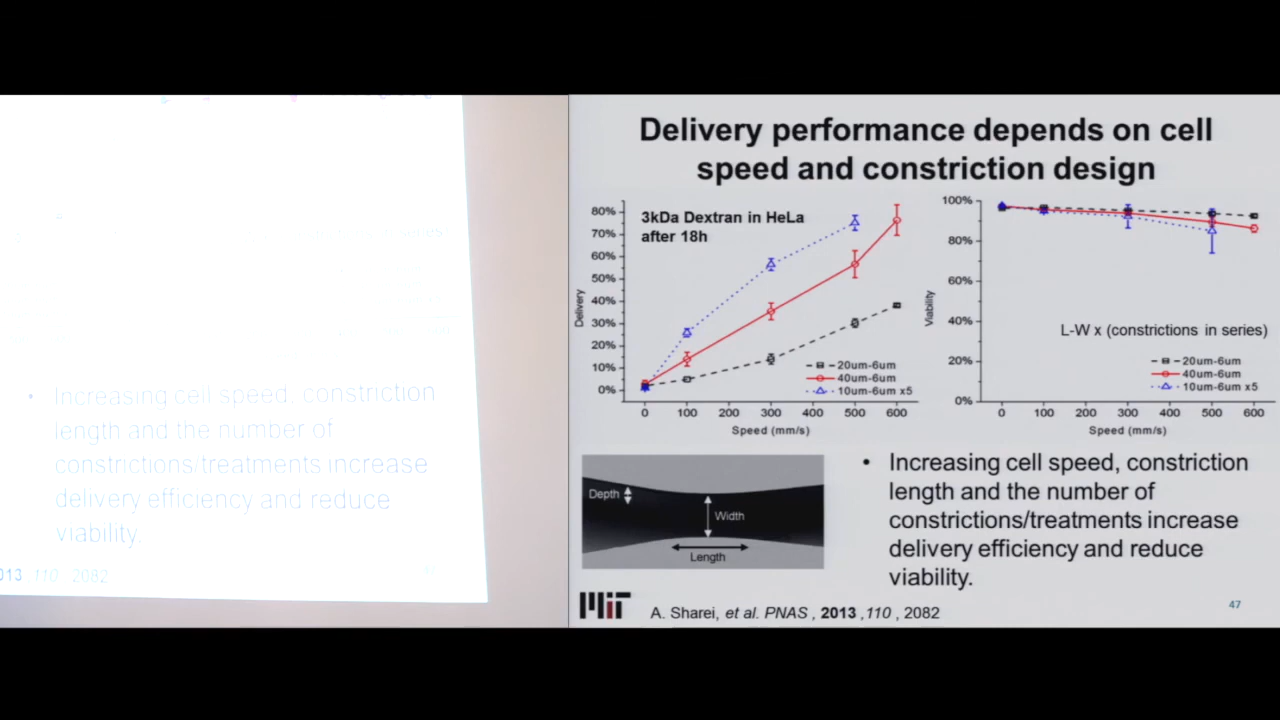 Increasing cell speed, constriction
length and the number of
constrictions/treatments increase
delivery efficiency and reduce
viability.
013 110 2082
Delivery performance depends on cell
speed and constriction design
3kDa Dextran in HeLa
after 18h
Delivery
80%
70%
60%
50%
40%
30%
20%
10%
0%
20um-6um
40um-6um
10um-6um x5
0 100 300 500 600
Speed (mm/s)
Viability
100%
80%
60%
40%
20%
0%
L-W x (constrictions in series)
20um-6um
40um-6um
10um-6um x5
0 100 300 500 600
Speed (mm/s)
Depth
Width
Length
• Increasing cell speed, constriction
length and the number of
constrictions/treatments increase
delivery efficiency and reduce
viability.
MIT
A. Sharei, et al. PNAS , 2013 ,110 , 2082
47